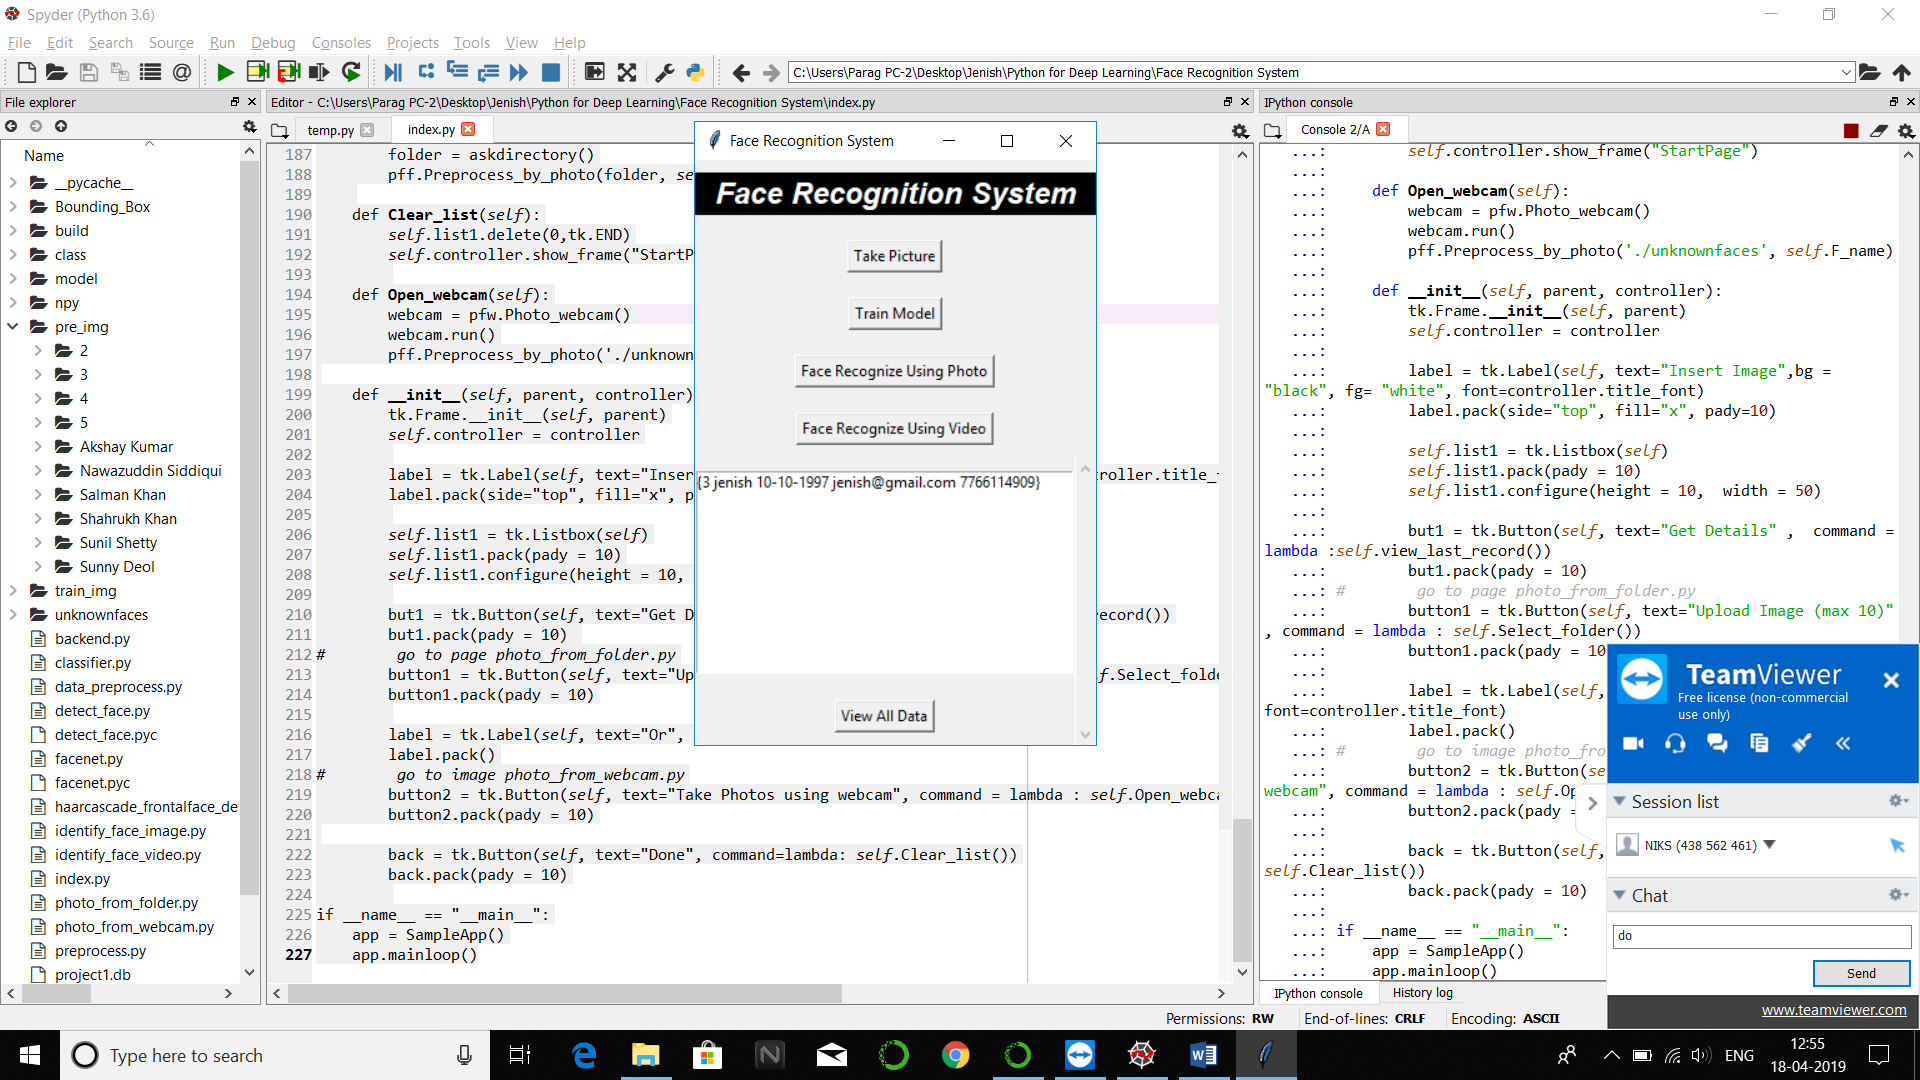 Spyder (Python 3.6)
File Edit Search Source Run Debug Consoles Projects Tools View Help
C:\Users\Parag PC-2\Desktop\Jenish\Python for Deep Learning\Face Recognition System
File explorer
Name
__pycache__
Bounding_Box
build
class
model
npy
pre_img
2
3
4
5
Akshay Kumar
Nawazuddin Siddiqui
Salman Khan
Shahrukh Khan
Sunil Shetty
Sunny Deol
train_img
unknownfaces
backend.py
classifier.py
data_preprocess.py
detect_face.py
detect_face.pyc
facenet.py
facenet.pyc
haarcascade_frontalface_de
identify_face_image.py
identify_face_video.py
index.py
photo_from_folder.py
photo_from_webcam.py
preprocess.py
project1.db
Editor - C:\Users\Parag PC-2\Desktop\Jenish\Python for Deep Learning\Face Recognition System\index.py
temp.py index.py
187 folder = askdirectory()
188 pff.Preprocess_by_photo(folder, se
189
190 def Clear_list(self):
191 self.list1.delete(0,tk.END)
192 self.controller.show_frame("StartP
193
194 def Open_webcam(self):
195 webcam = pfw.Photo_webcam()
196 webcam.run()
197 pff.Preprocess_by_photo('./unknown
198
199 def __init__(self, parent, controller)
200 tk.Frame.__init__(self, parent)
201 self.controller = controller
202
203 label = tk.Label(self, text="Inser troller.title_
204 label.pack(side="top", fill="x", p
205
206 self.list1 = tk.Listbox(self)
207 self.list1.pack(pady = 10)
208 self.list1.configure(height = 10,
209
210 but1 = tk.Button(self, text="Get D record())
211 but1.pack(pady = 10)
212 # go to page photo_from_folder.py
213 button1 = tk.Button(self, text="Up f.Select_folde
214 button1.pack(pady = 10)
215
216 label = tk.Label(self, text="Or",
217 label.pack()
218 # go to image photo_from_webcam.py
219 button2 = tk.Button(self, text="Take Photos using webcam", command = lambda : self.Open_webca
220 button2.pack(pady = 10)
221
222 back = tk.Button(self, text="Done", command=lambda: self.Clear_list())
223 back.pack(pady = 10)
224
225 if __name__ == "__main__":
226 app = SampleApp()
227 app.mainloop()
Face Recognition System
Face Recognition System
Take Picture
Train Model
Face Recognize Using Photo
Face Recognize Using Video
{3 jenish 10-10-1997 jenish@gmail.com 7766114909}
View All Data
IPython console
Console 2/A
...: self.controller.show_frame("StartPage")
...:
...: def Open_webcam(self):
...: webcam = pfw.Photo_webcam()
...: webcam.run()
...: pff.Preprocess_by_photo('./unknownfaces', self.F_name)
...:
...: def __init__(self, parent, controller):
...: tk.Frame.__init__(self, parent)
...: self.controller = controller
...:
...: label = tk.Label(self, text="Insert Image",bg =
"black", fg= "white", font=controller.title_font)
...: label.pack(side="top", fill="x", pady=10)
...:
...: self.list1 = tk.Listbox(self)
...: self.list1.pack(pady = 10)
...: self.list1.configure(height = 10, width = 50)
...:
...: but1 = tk.Button(self, text="Get Details" , command =
lambda :self.view_last_record())
...: but1.pack(pady = 10)
...: # go to page photo_from_folder.py
...: button1 = tk.Button(self, text="Upload Image (max 10)"
, command = lambda : self.Select_folder())
...: button1.pack(pady = 10
...:
...: label = tk.Label(self,
font=controller.title_font)
...: label.pack()
...: # go to image photo_fro
...: button2 = tk.Button(se
webcam", command = lambda : self.Op
...: button2.pack(pady =
...:
...: back = tk.Button(self,
self.Clear_list())
...: back.pack(pady = 10)
...:
...: if __name__ == "__main__":
...: app = SampleApp()
...: app.mainloop()
IPython console History log
TeamViewer
Free license (non-commercial
use only)
Session list
NIKS (438 562 461)
Chat
do
Send
www.teamviewer.com
Permissions: RW End-of-lines: CRLF Encoding: ASCII
Type here to search
ENG
12:55
18-04-2019